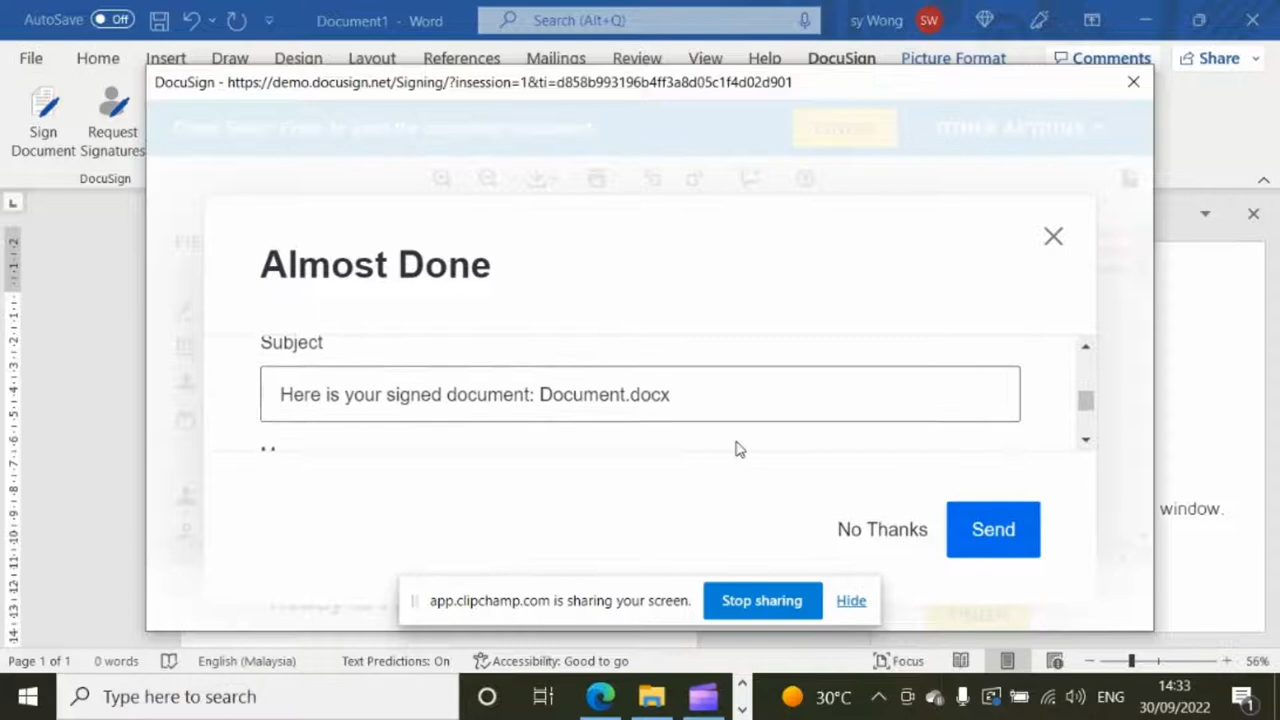 AutoSave Off Document1 - Word Search (Alt+Q) sy Wong SW
File Home Insert Draw Design Layout References Mailings Review View Help DocuSign Picture Format Comments Share
DocuSign - https://demo.docusign.net/Signing/?insession=1&ti=d858b993196b4ff3a8d05c1f4d02d901
Sign Document
Request Signatures
DocuSign
OTHER ACTIONS
Almost Done
Subject
Here is your signed document: Document.docx
window.
No Thanks Send
app.clipchamp.com is sharing your screen. Stop sharing Hide
Page 1 of 1 0 words English (Malaysia) Text Predictions: On Accessibility: Good to go Focus 56%
Type here to search 30°C ENG 14:33
30/09/2022 1